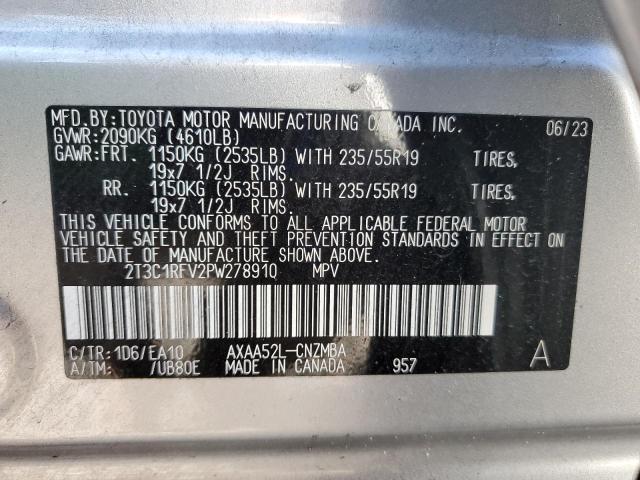 MFD.BY:TOYOTA MOTOR MANUFACTURING CANADA INC. 06/23
GVWR:2090KG (4610LB)
GAWR:FRT. 1150KG (2535LB) WITH 235/55R19 TIRES,
19x7 1/2J RIMS.
RR. 1150KG (2535LB) WITH 235/55R19 TIRES,
19x7 1/2J RIMS.
THIS VEHICLE CONFORMS TO ALL APPLICABLE FEDERAL MOTOR
VEHICLE SAFETY AND THEFT PREVENTION STANDARDS IN EFFECT ON
THE DATE OF MANUFACTURE SHOWN ABOVE.
2T3C1RFV2PW278910 MPV
C/TR:1D6/EA10 AXAA52L-CNZMBA A
A/TM: /UB80E MADE IN CANADA 957